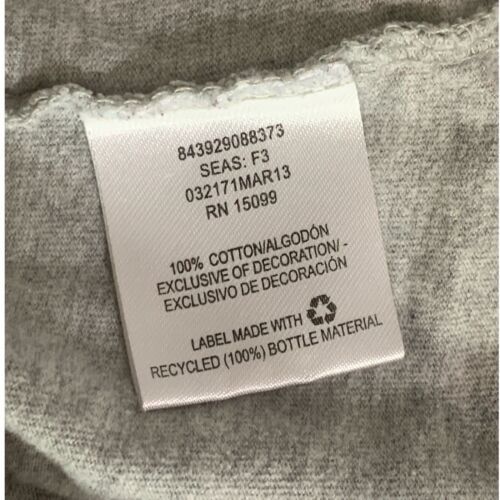 843929088373
SEAS: F3
032171MAR13
RN 15099
100% COTTON/ALGODÓN
EXCLUSIVE OF DECORATION/ -
EXCLUSIVO DE DECORACIÓN
LABEL MADE WITH
RECYCLED (100%) BOTTLE MATERIAL